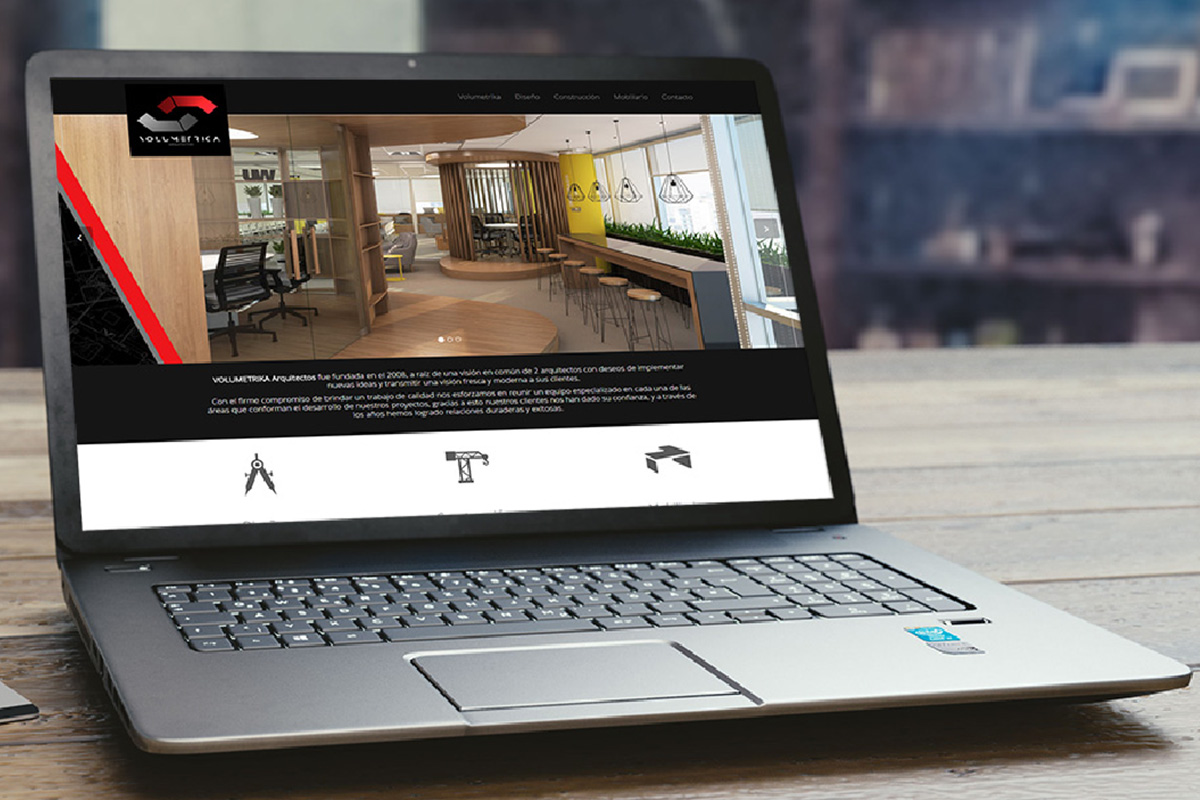 Volumetrika Diseño Construcción Mobiliario Contacto
VOLUMETRIKA
VOLUMETRIKA Arquitectos fue fundada en el 2008, a raíz de una visión en común de 2 arquitectos con deseos de implementar
nuevas ideas y transmitir una visión fresca y moderna a sus clientes.
Con el firme compromiso de brindar un trabajo de calidad nos esforzamos en reunir un equipo especializado en cada una de las
áreas que conforman el desarrollo de nuestros proyectos, gracias a esto nuestros clientes nos han dado su confianza, y a través de
los años hemos logrado relaciones duraderas y exitosas.